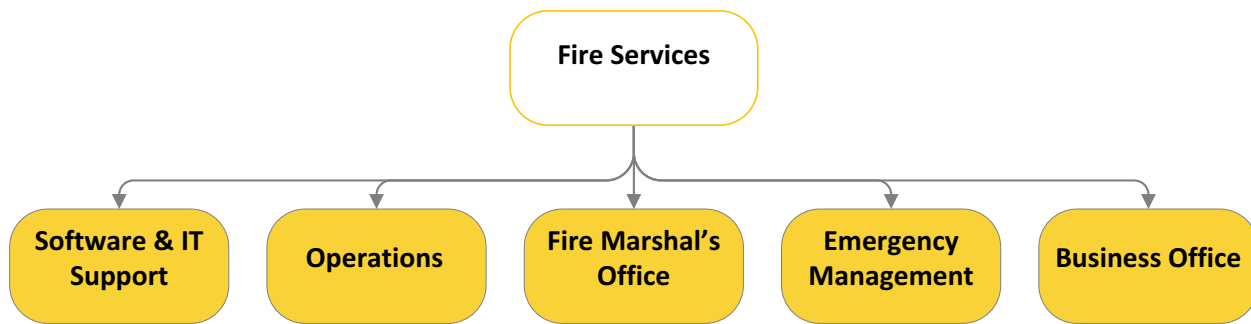 Fire Services
Software & IT
Support
Operations
Fire Marshal’s
Office
Emergency
Management
Business Office